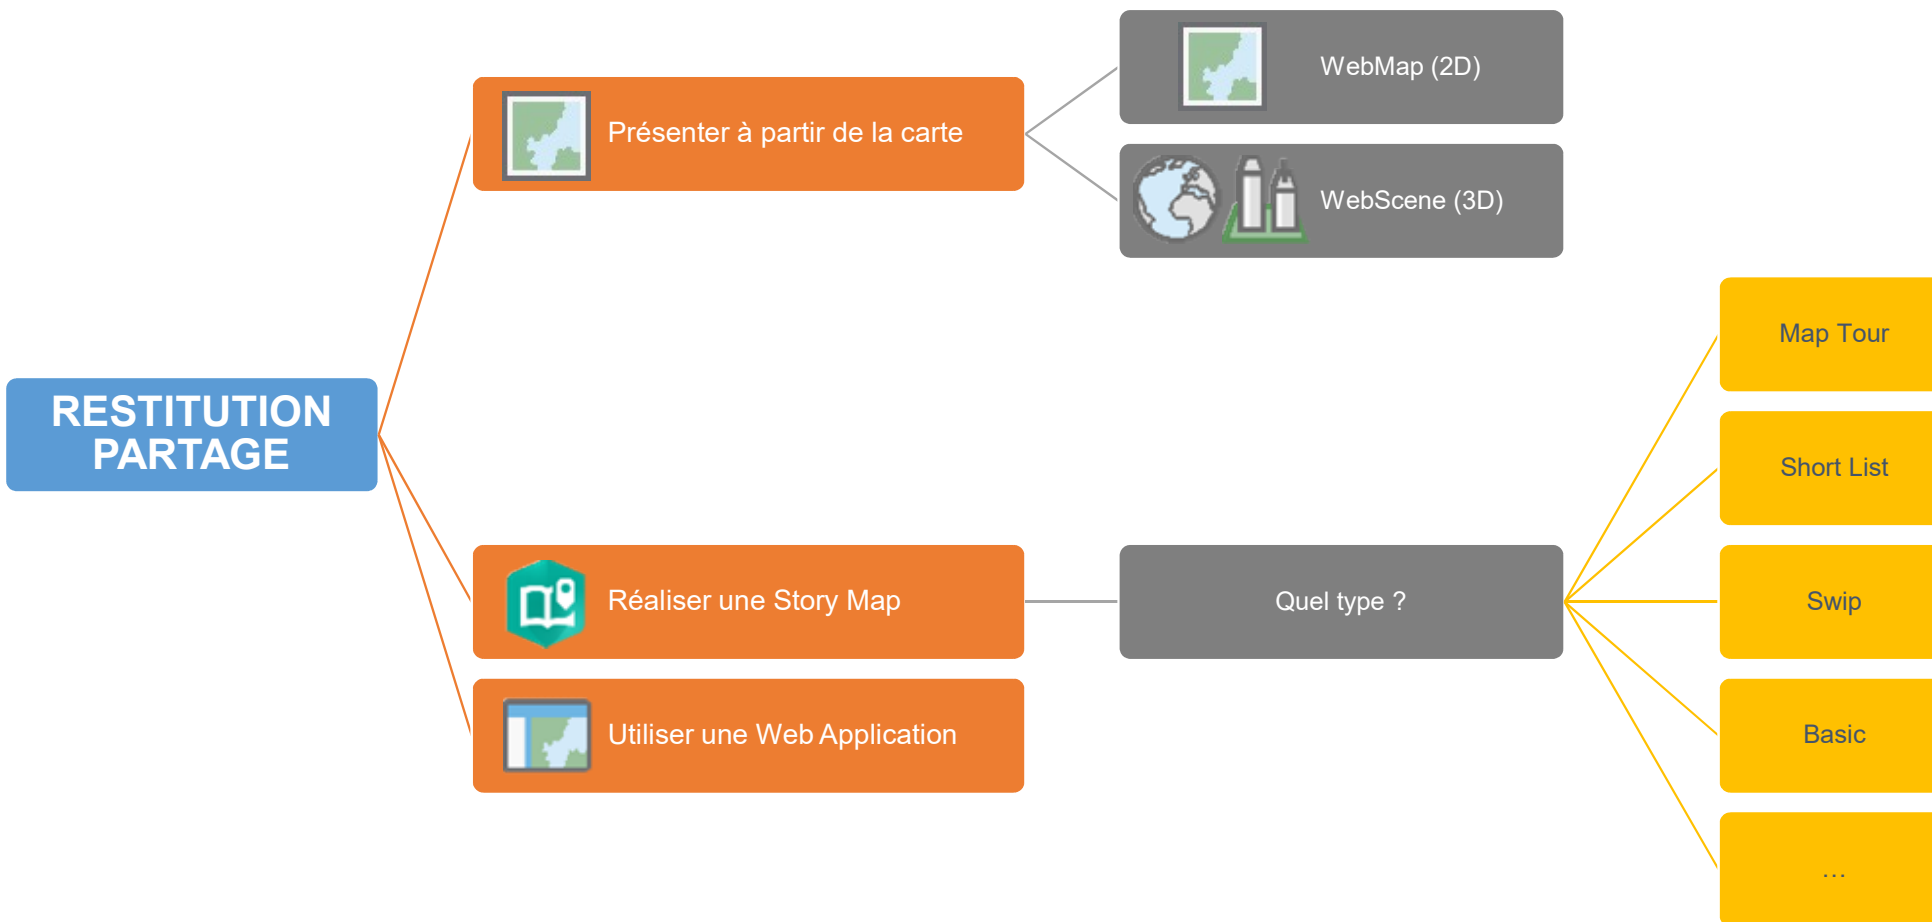 RESTITUTION
PARTAGE
Présenter à partir de la carte
WebMap (2D)
WebScene (3D)
Réaliser une Story Map
Quel type ?
Map Tour
Short List
Swip
Basic
…
Utiliser une Web Application